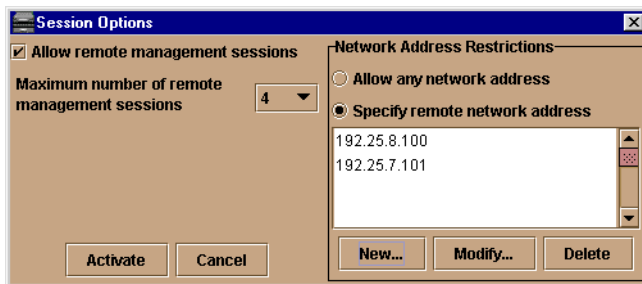 Session Options
Allow remote management sessions
Maximum number of remote
management sessions
4
Activate
Cancel
Network Address Restrictions
Allow any network address
Specify remote network address
192.25.8.100
192.25.7.101
New...
Modify...
Delete